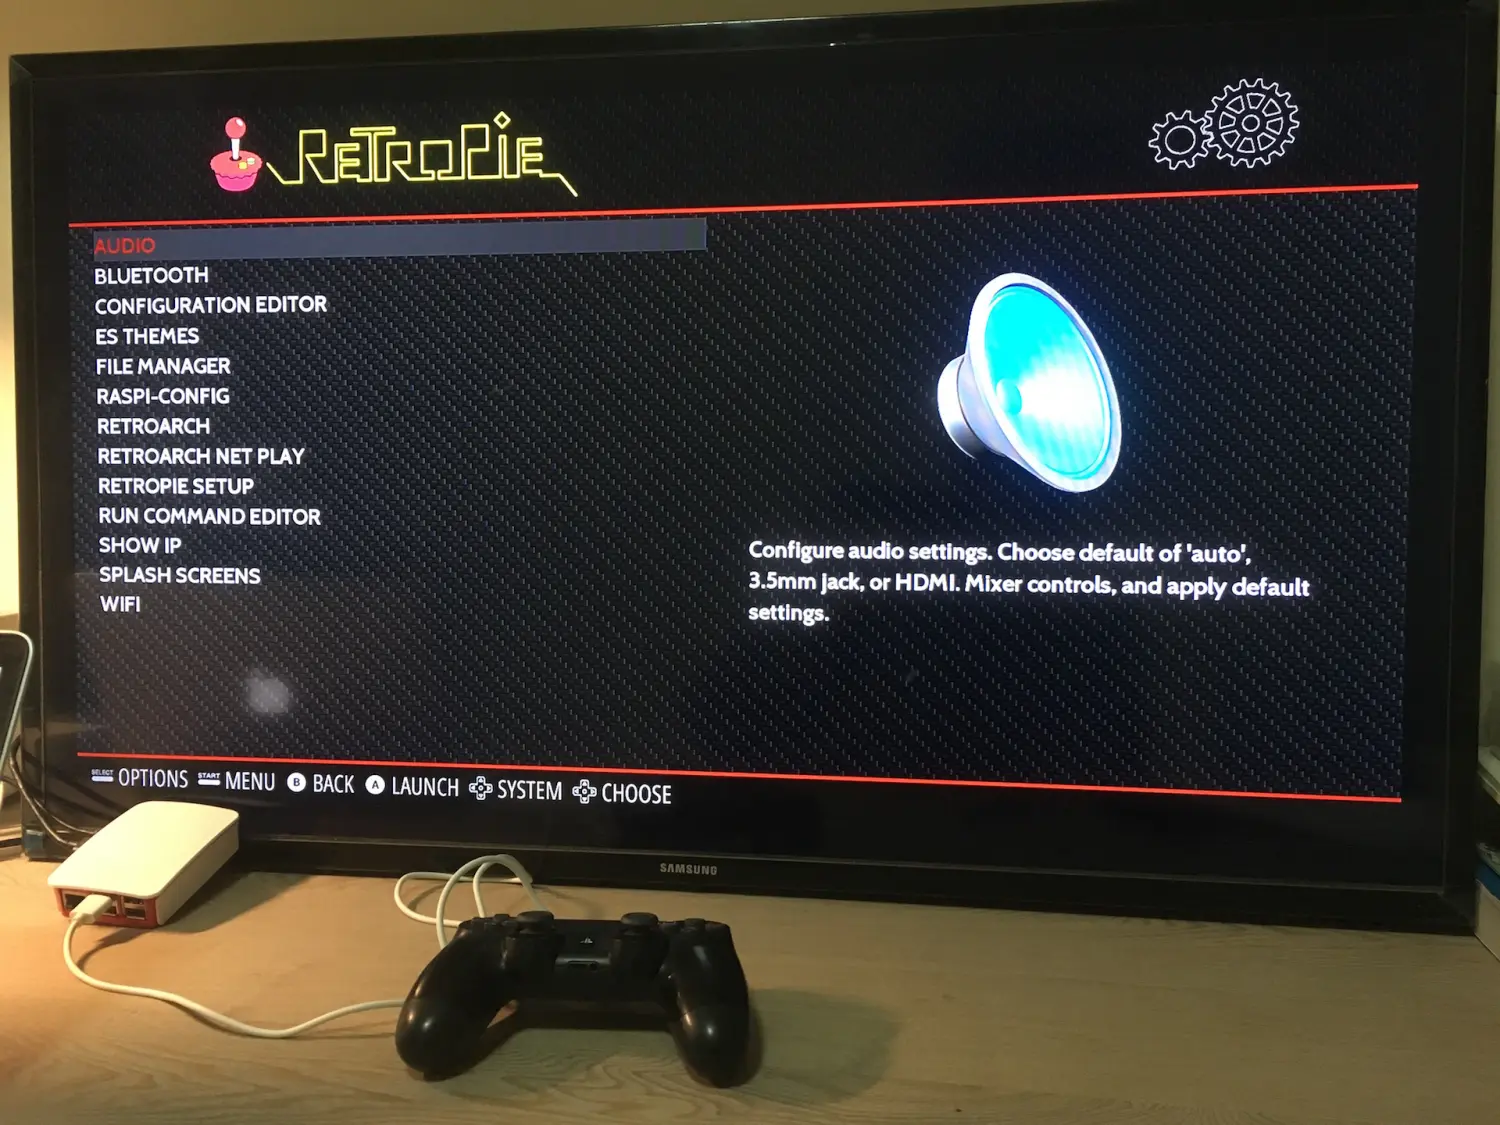 RETROPIE
AUDIO
BLUETOOTH
CONFIGURATION EDITOR
ES THEMES
FILE MANAGER
RASPI-CONFIG
RETROARCH
RETROARCH NET PLAY
RETROPIE SETUP
RUN COMMAND EDITOR
SHOW IP
SPLASH SCREENS
WIFI
Configure audio settings. Choose default of 'auto',
3.5mm jack, or HDMI. Mixer controls, and apply default
settings.
SELECT OPTIONS START MENU B BACK A LAUNCH SYSTEM CHOOSE
SAMSUNG